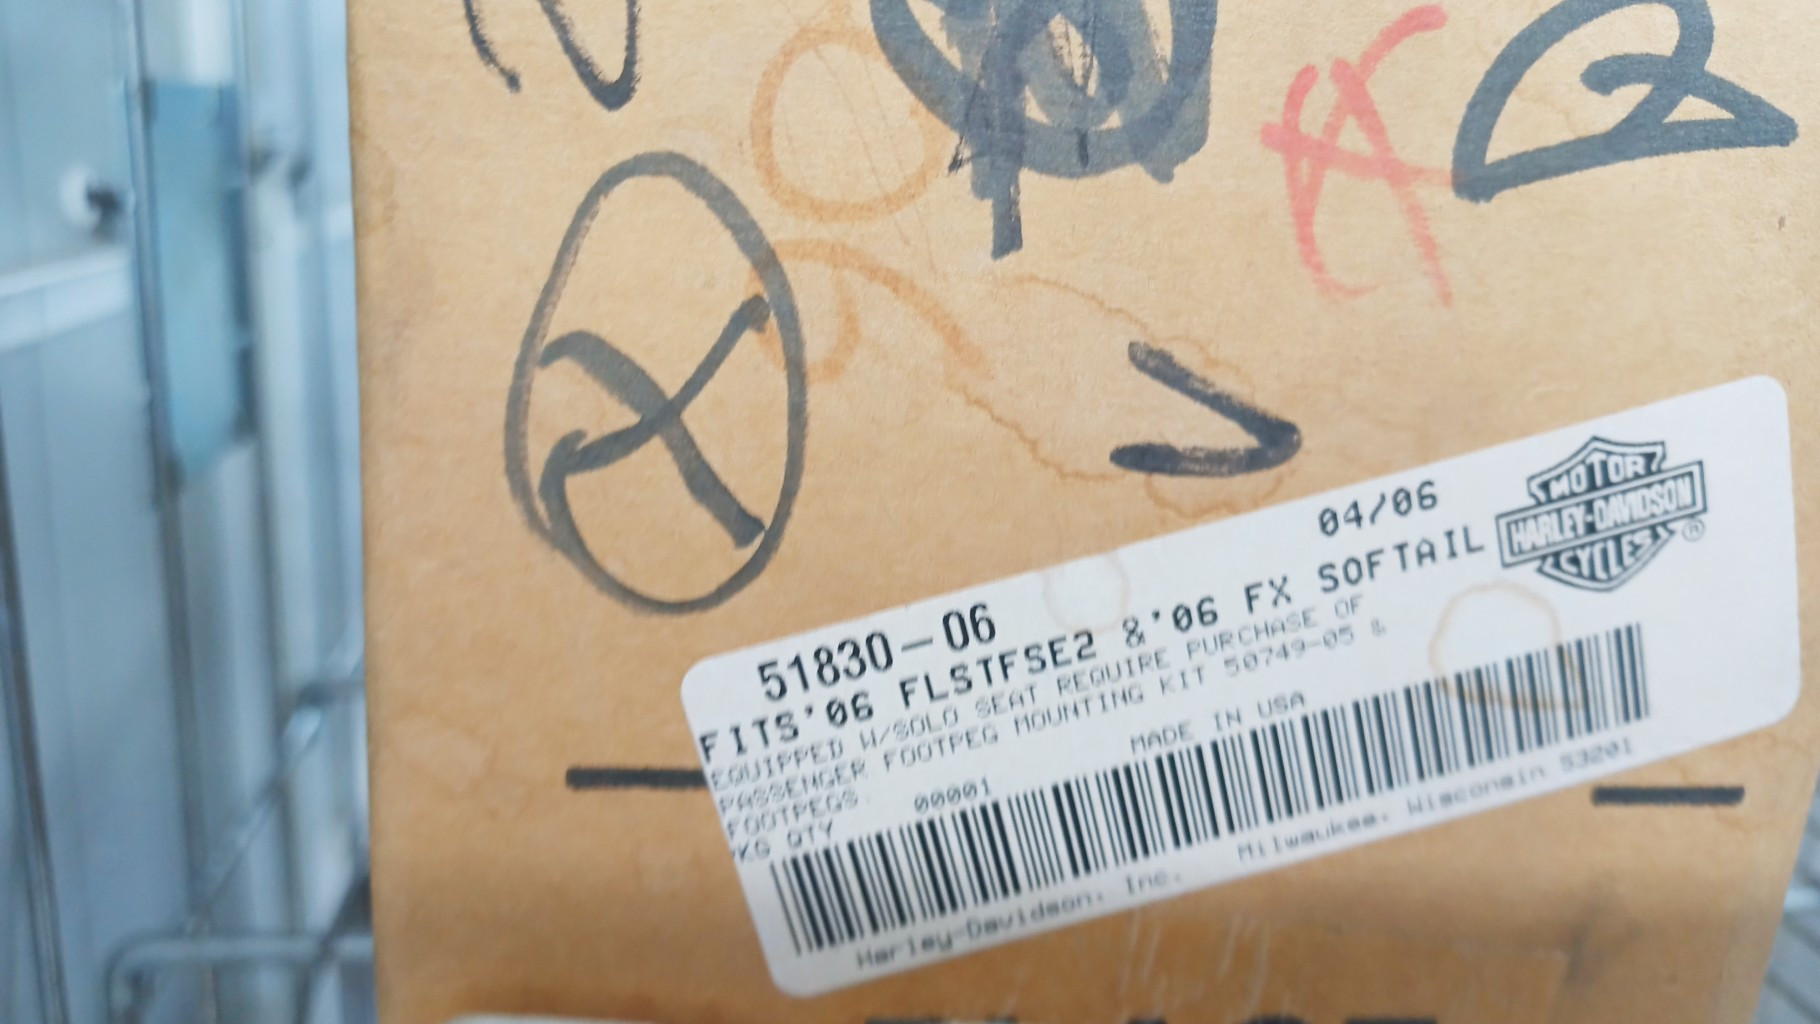 04/06
MOTOR
HARLEY-DAVIDSON
CYCLES
®
51830-06
FITS'06 FLSTFSE2 &'06 FX SOFTAIL
EQUIPPED W/SOLO SEAT REQUIRE PURCHASE OF
PASSENGER FOOTPEG MOUNTING KIT 50749-05 &
FOOTPEGS.
KG QTY 00001 MADE IN USA
Harley-Davidson, Inc. Milwaukee, Wisconsin 53201